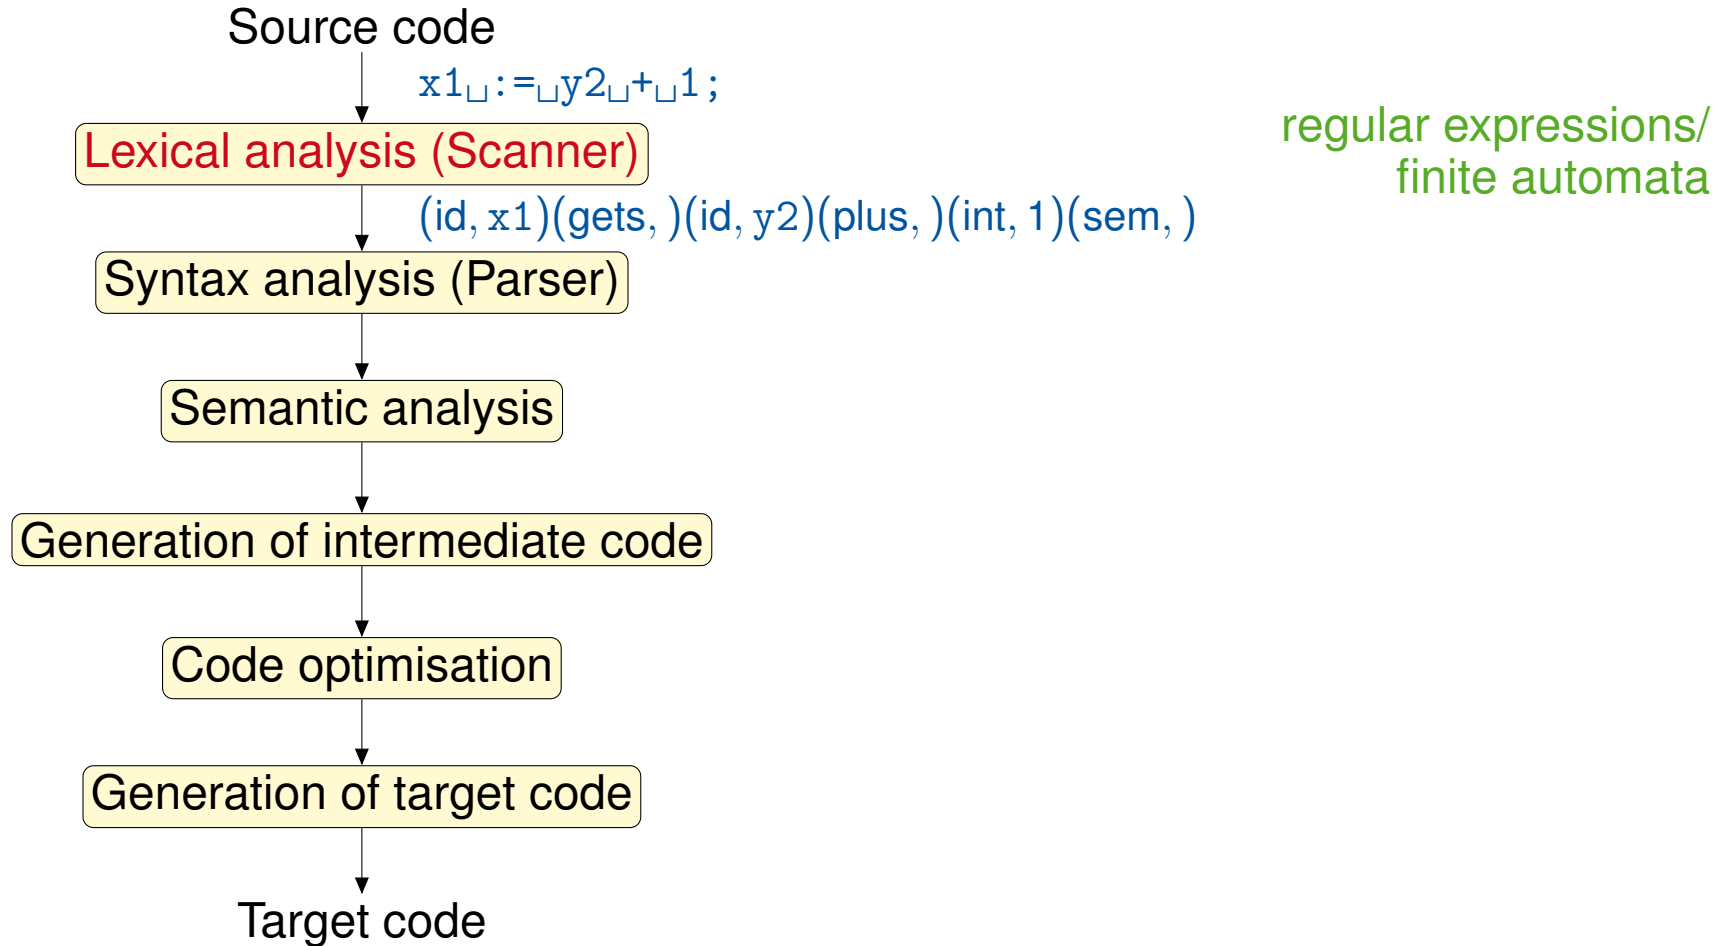 Source code
x1␣:=␣y2␣+␣1;
Lexical analysis (Scanner)
regular expressions/
finite automata
(id, x1)(gets, )(id, y2)(plus, )(int, 1)(sem, )
Syntax analysis (Parser)
Semantic analysis
Generation of intermediate code
Code optimisation
Generation of target code
Target code